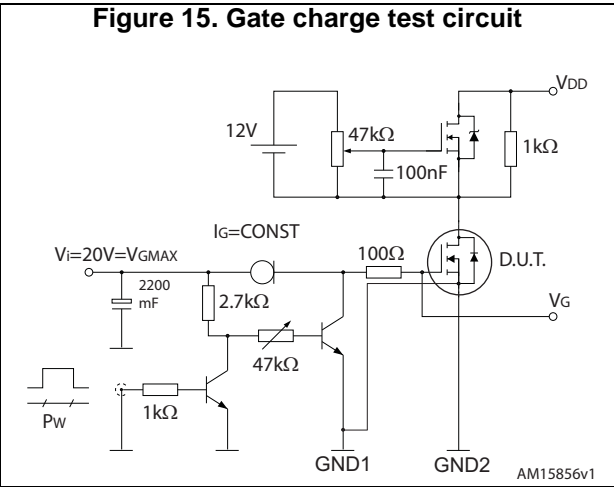 Figure 15. Gate charge test circuit
VDD
12V
47kΩ
1kΩ
100nF
IG=CONST
Vi=20V=VGMAX
100Ω
D.U.T.
2200
mF
2.7kΩ
VG
47kΩ
1kΩ
PW
GND1
GND2
AM15856v1